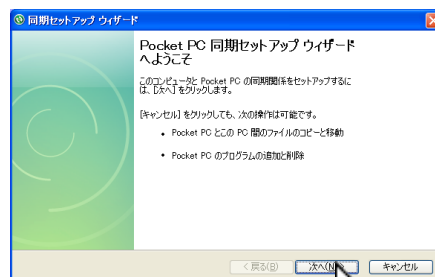 同期セットアップ ウィザード
Pocket PC 同期セットアップ ウィザード
へようこそ
このコンピュータと Pocket PC の同期関係をセットアップするに
は、[次へ] をクリックします。
[キャンセル] をクリックしても、次の操作は可能です。
• Pocket PC とこの PC 間のファイルのコピーと移動
• Pocket PC のプログラムの追加と削除
< 戻る(B)
次へ(N)
キャンセル